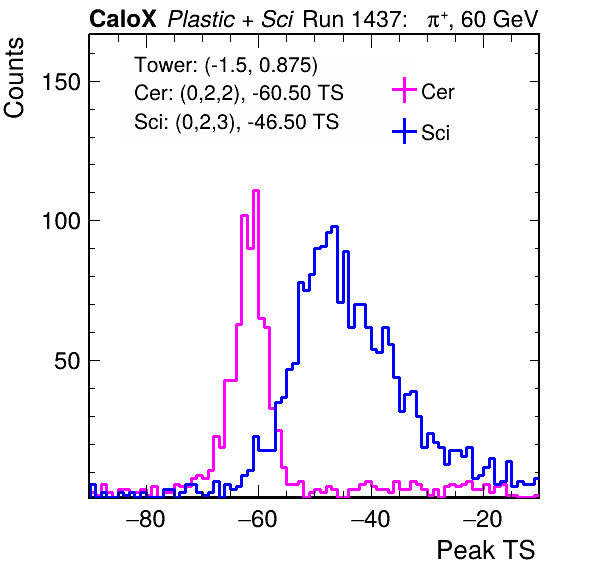 CaloX Plastic + Sci Run 1437: π⁺, 60 GeV
Counts
Tower: (-1.5, 0.875)
Cer: (0,2,2), -60.50 TS
Sci: (0,2,3), -46.50 TS
Cer
Sci
150
100
50
−80 −60 −40 −20
Peak TS